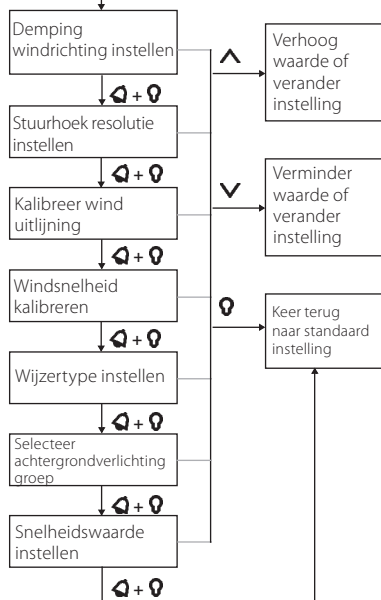 Demping
windrichting instellen
+
Stuurhoek resolutie
instellen
+
Kalibreer wind
uitlijning
+
Windsnelheid
kalibreren
+
Wijzertype instellen
+
Selecteer
achtergrondverlichting
groep
+
Snelheidswaarde
instellen
+
Verhoog
waarde of
verander
instelling
Verminder
waarde of
verander
instelling
Keer terug
naar standaard
instelling